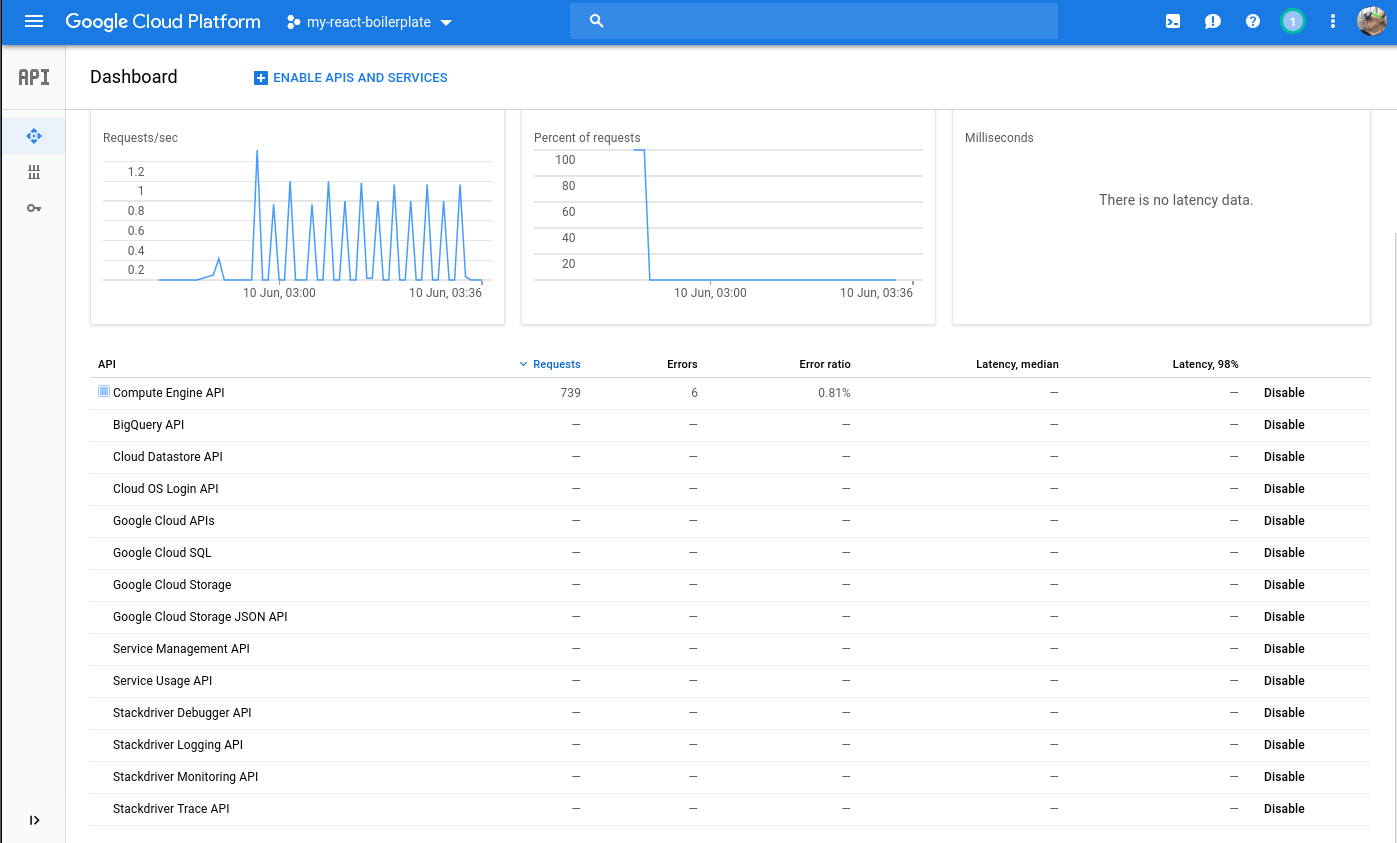 Google Cloud Platform my-react-boilerplate 1
API Dashboard ENABLE APIS AND SERVICES
Requests/sec
1.2
1
0.8
0.6
0.4
0.2
10 Jun, 03:00 10 Jun, 03:36
Percent of requests
100
80
60
40
20
10 Jun, 03:00 10 Jun, 03:36
Milliseconds
There is no latency data.
API Requests Errors Error ratio Latency, median Latency, 98%
Compute Engine API 739 6 0.81% — — Disable
BigQuery API — — — — — Disable
Cloud Datastore API — — — — — Disable
Cloud OS Login API — — — — — Disable
Google Cloud APIs — — — — — Disable
Google Cloud SQL — — — — — Disable
Google Cloud Storage — — — — — Disable
Google Cloud Storage JSON API — — — — — Disable
Service Management API — — — — — Disable
Service Usage API — — — — — Disable
Stackdriver Debugger API — — — — — Disable
Stackdriver Logging API — — — — — Disable
Stackdriver Monitoring API — — — — — Disable
Stackdriver Trace API — — — — — Disable